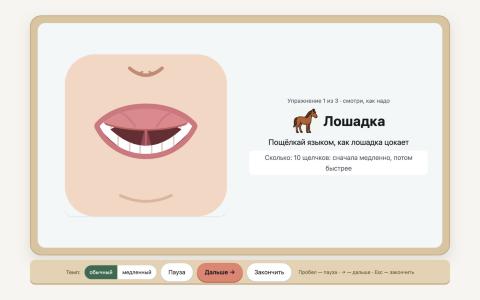 Упражнение 1 из 3 · смотри, как надо
Лошадка
Пощёлкай языком, как лошадка цокает
Сколько: 10 щелчков: сначала медленно, потом
быстрее
Темп: обычный медленный Пауза Дальше → Закончить Пробел — пауза · → — дальше · Esc — закончить